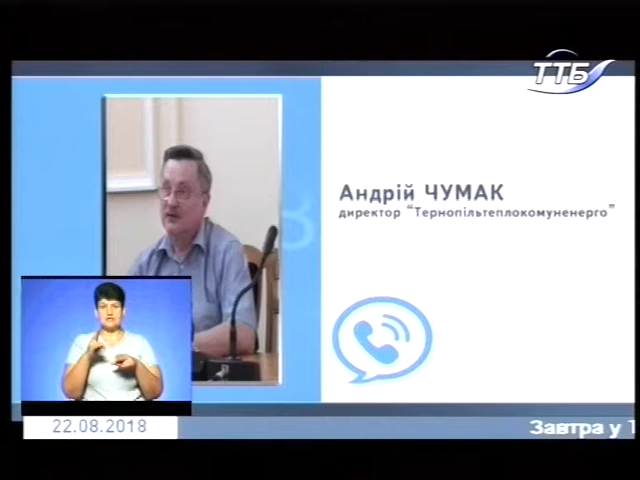 ТТБ
Андрій ЧУМАК
директор “Тернопільтеплокомуненерго”
22.08.2018
Завтра у